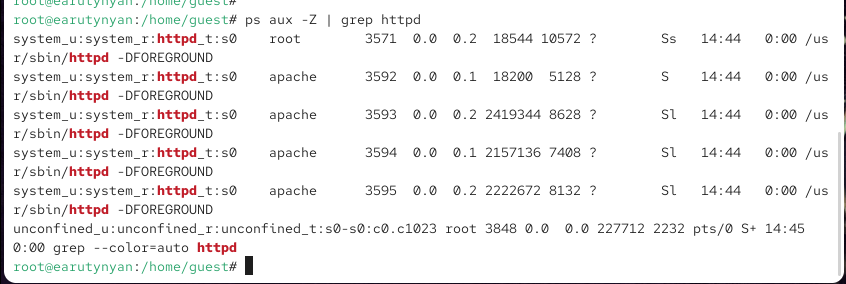 root@earutynyan:/home/guest#
root@earutynyan:/home/guest# ps aux -Z | grep httpd
system_u:system_r:httpd_t:s0    root       3571  0.0  0.2  18544 10572 ?        Ss   14:44   0:00 /us
r/sbin/httpd -DFOREGROUND
system_u:system_r:httpd_t:s0    apache     3592  0.0  0.1  18200  5128 ?        S    14:44   0:00 /us
r/sbin/httpd -DFOREGROUND
system_u:system_r:httpd_t:s0    apache     3593  0.0  0.2 2419344 8628 ?        Sl   14:44   0:00 /us
r/sbin/httpd -DFOREGROUND
system_u:system_r:httpd_t:s0    apache     3594  0.0  0.1 2157136 7408 ?        Sl   14:44   0:00 /us
r/sbin/httpd -DFOREGROUND
system_u:system_r:httpd_t:s0    apache     3595  0.0  0.2 2222672 8132 ?        Sl   14:44   0:00 /us
r/sbin/httpd -DFOREGROUND
unconfined_u:unconfined_r:unconfined_t:s0-s0:c0.c1023 root 3848 0.0  0.0 227712 2232 pts/0 S+ 14:45
0:00 grep --color=auto httpd
root@earutynyan:/home/guest#